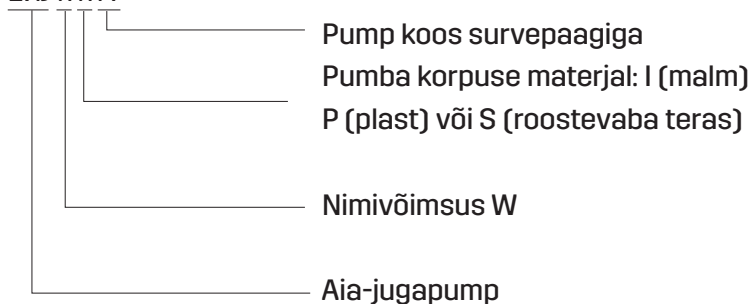 Pump koos survepaagiga
Pumba korpuse materjal: I (malm)
P (plast) või S (roostevaba teras)
Nimivõimsus W
Aia-jugapump